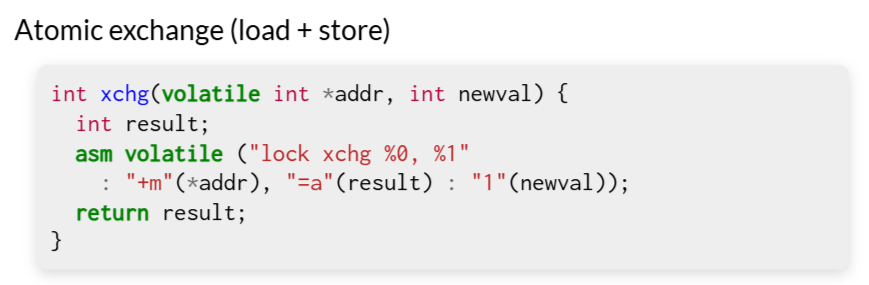 Atomic exchange (load + store)
int xchg(volatile int *addr, int newval) {
  int result;
  asm volatile ("lock xchg %0, %1"
    : "+m"(*addr), "=a"(result) : "1"(newval));
  return result;
}